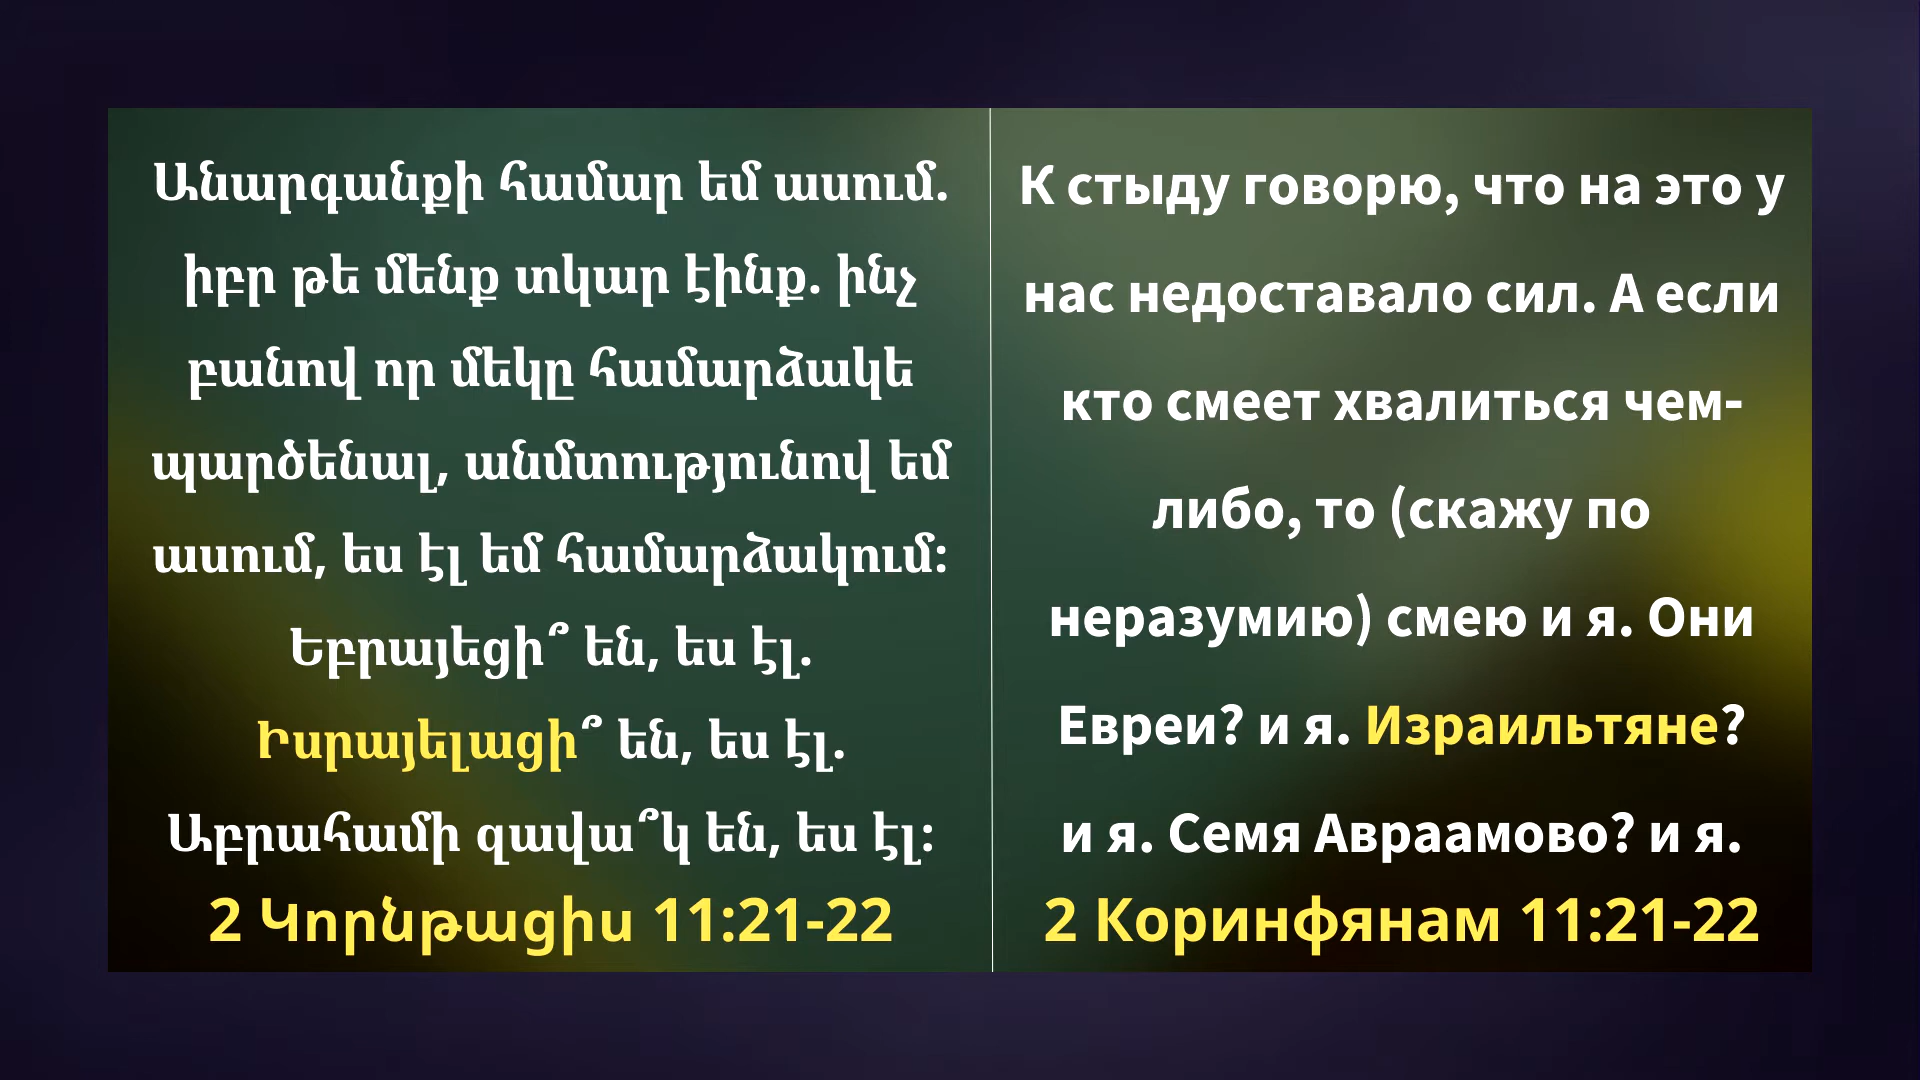 Անարգանքի համար եմ ասում.
իբր թե մենք տկար էինք. ինչ
բանով որ մեկը համարձակե
պարծենալ, անմտությունով եմ
ասում, ես էլ եմ համարձակում:
Եբրայեցի՞ են, ես էլ.
Իսրայելացի՞ են, ես էլ.
Աբրահամի զավա՞կ են, ես էլ:
2 Կորնթացիս 11:21-22
К стыду говорю, что на это у
нас недоставало сил. А если
кто смеет хвалиться чем-
либо, то (скажу по
неразумию) смею и я. Они
Евреи? и я. Израильтяне?
и я. Семя Авраамово? и я.
2 Коринфянам 11:21-22